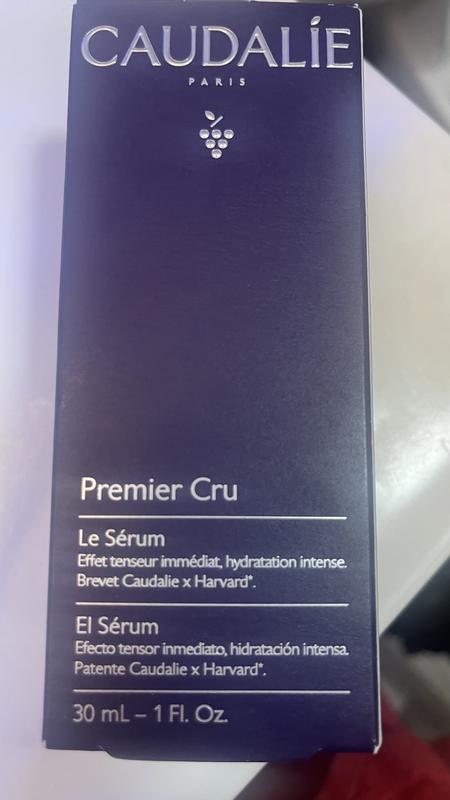 CAUDALÍE
PARIS
Premier Cru
Le Sérum
Effet tenseur immédiat, hydratation intense.
Brevet Caudalie x Harvard*.
El Sérum
Efecto tensor inmediato, hidratación intensa.
Patente Caudalie x Harvard*.
30 mL – 1 Fl. Oz.